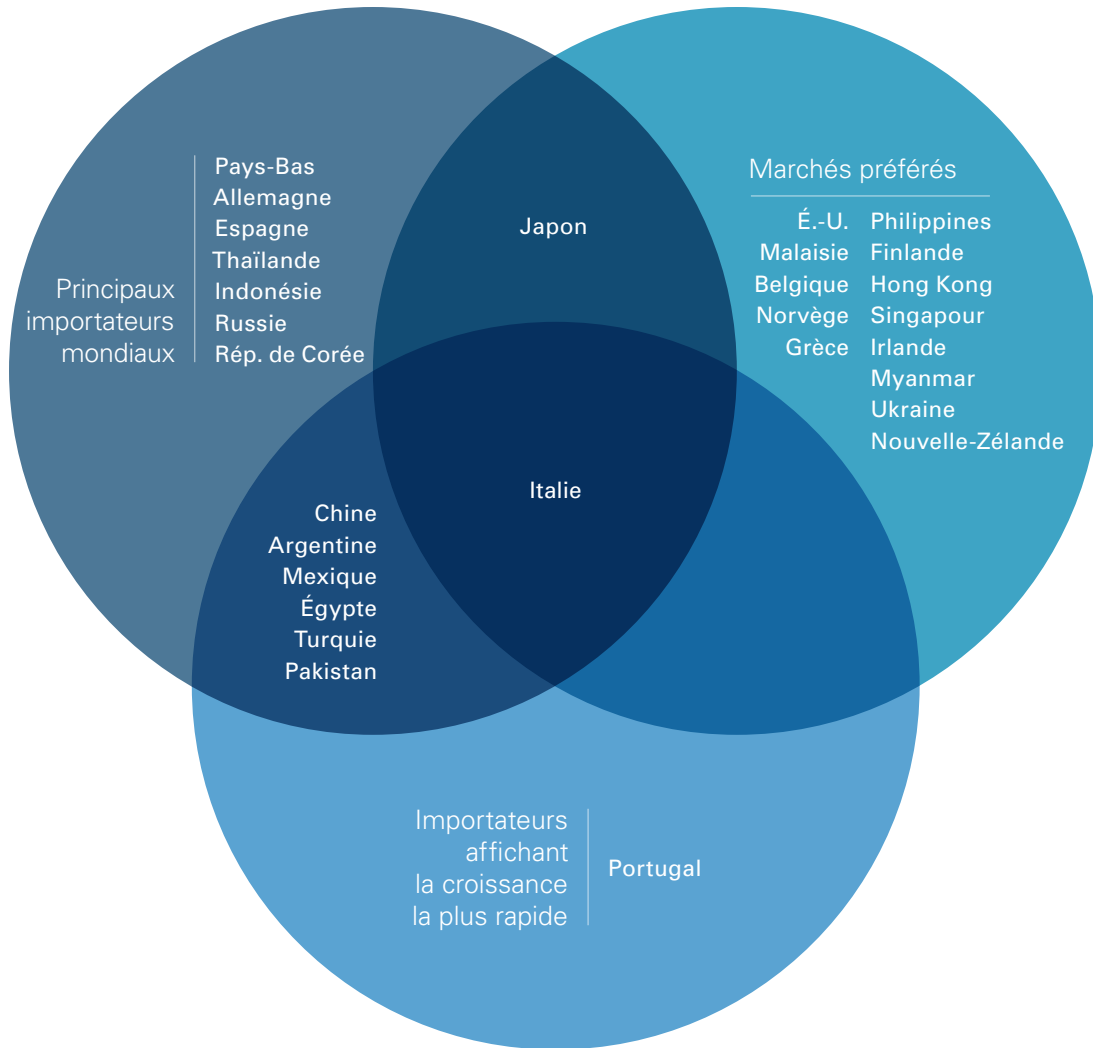 Principaux
importateurs
mondiaux
Pays-Bas
Allemagne
Espagne
Thaïlande
Indonésie
Russie
Rép. de Corée
Japon
Marchés préférés
É.-U.
Malaisie
Belgique
Norvège
Grèce
Philippines
Finlande
Hong Kong
Singapour
Irlande
Myanmar
Ukraine
Nouvelle-Zélande
Italie
Chine
Argentine
Mexique
Égypte
Turquie
Pakistan
Importateurs
affichant
la croissance
la plus rapide
Portugal